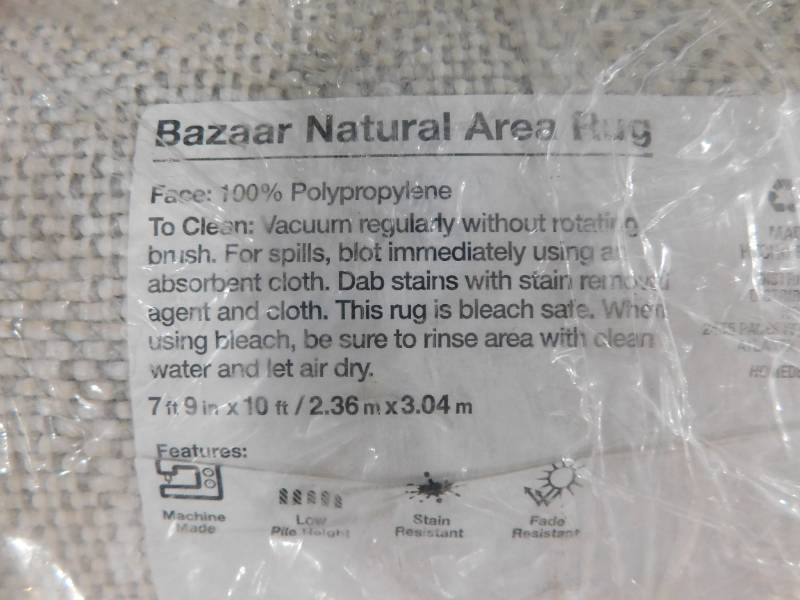 Bazaar Natural Area Rug
Face: 100% Polypropylene
To Clean: Vacuum regularly without rotating
brush. For spills, blot immediately using an
absorbent cloth. Dab stains with stain removal
agent and cloth. This rug is bleach safe. When
using bleach, be sure to rinse area with clean
water and let air dry.
7 ft 9 in x 10 ft / 2.36 m x 3.04 m
Features:
Machine
Made
Low
Pile Height
Stain
Resistant
Fade
Resistant